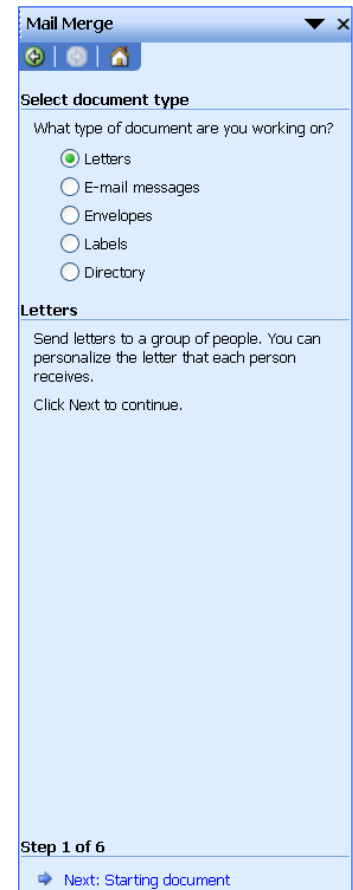 Mail Merge
Select document type
What type of document are you working on?
Letters
E-mail messages
Envelopes
Labels
Directory
Letters
Send letters to a group of people. You can
personalize the letter that each person
receives.
Click Next to continue.
Step 1 of 6
Next: Starting document